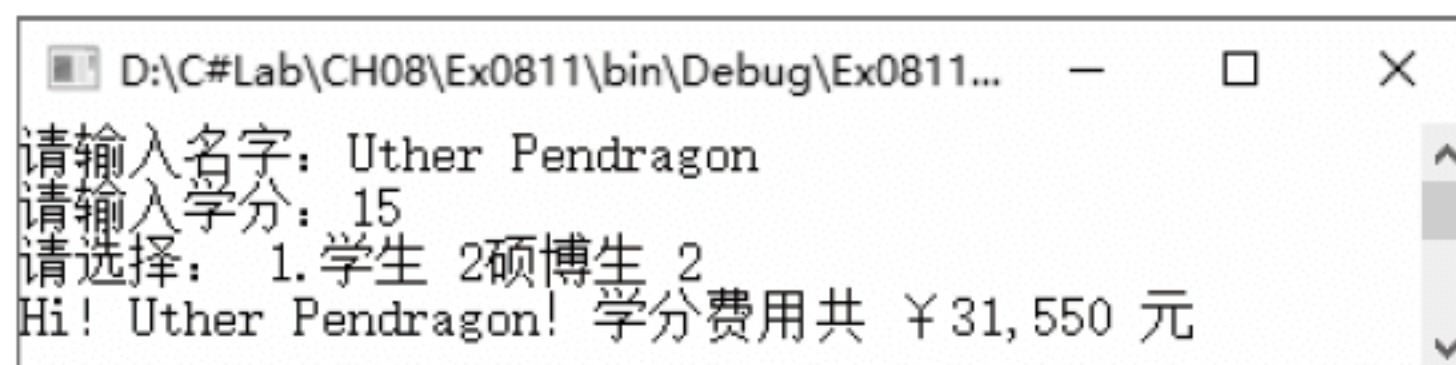 D:\C#Lab\CH08\Ex0811\bin\Debug\Ex0811...
请输入名字：Uther Pendragon
请输入学分：15
请选择： 1.学生 2硕博生 2
Hi! Uther Pendragon! 学分费用共 ￥31,550 元